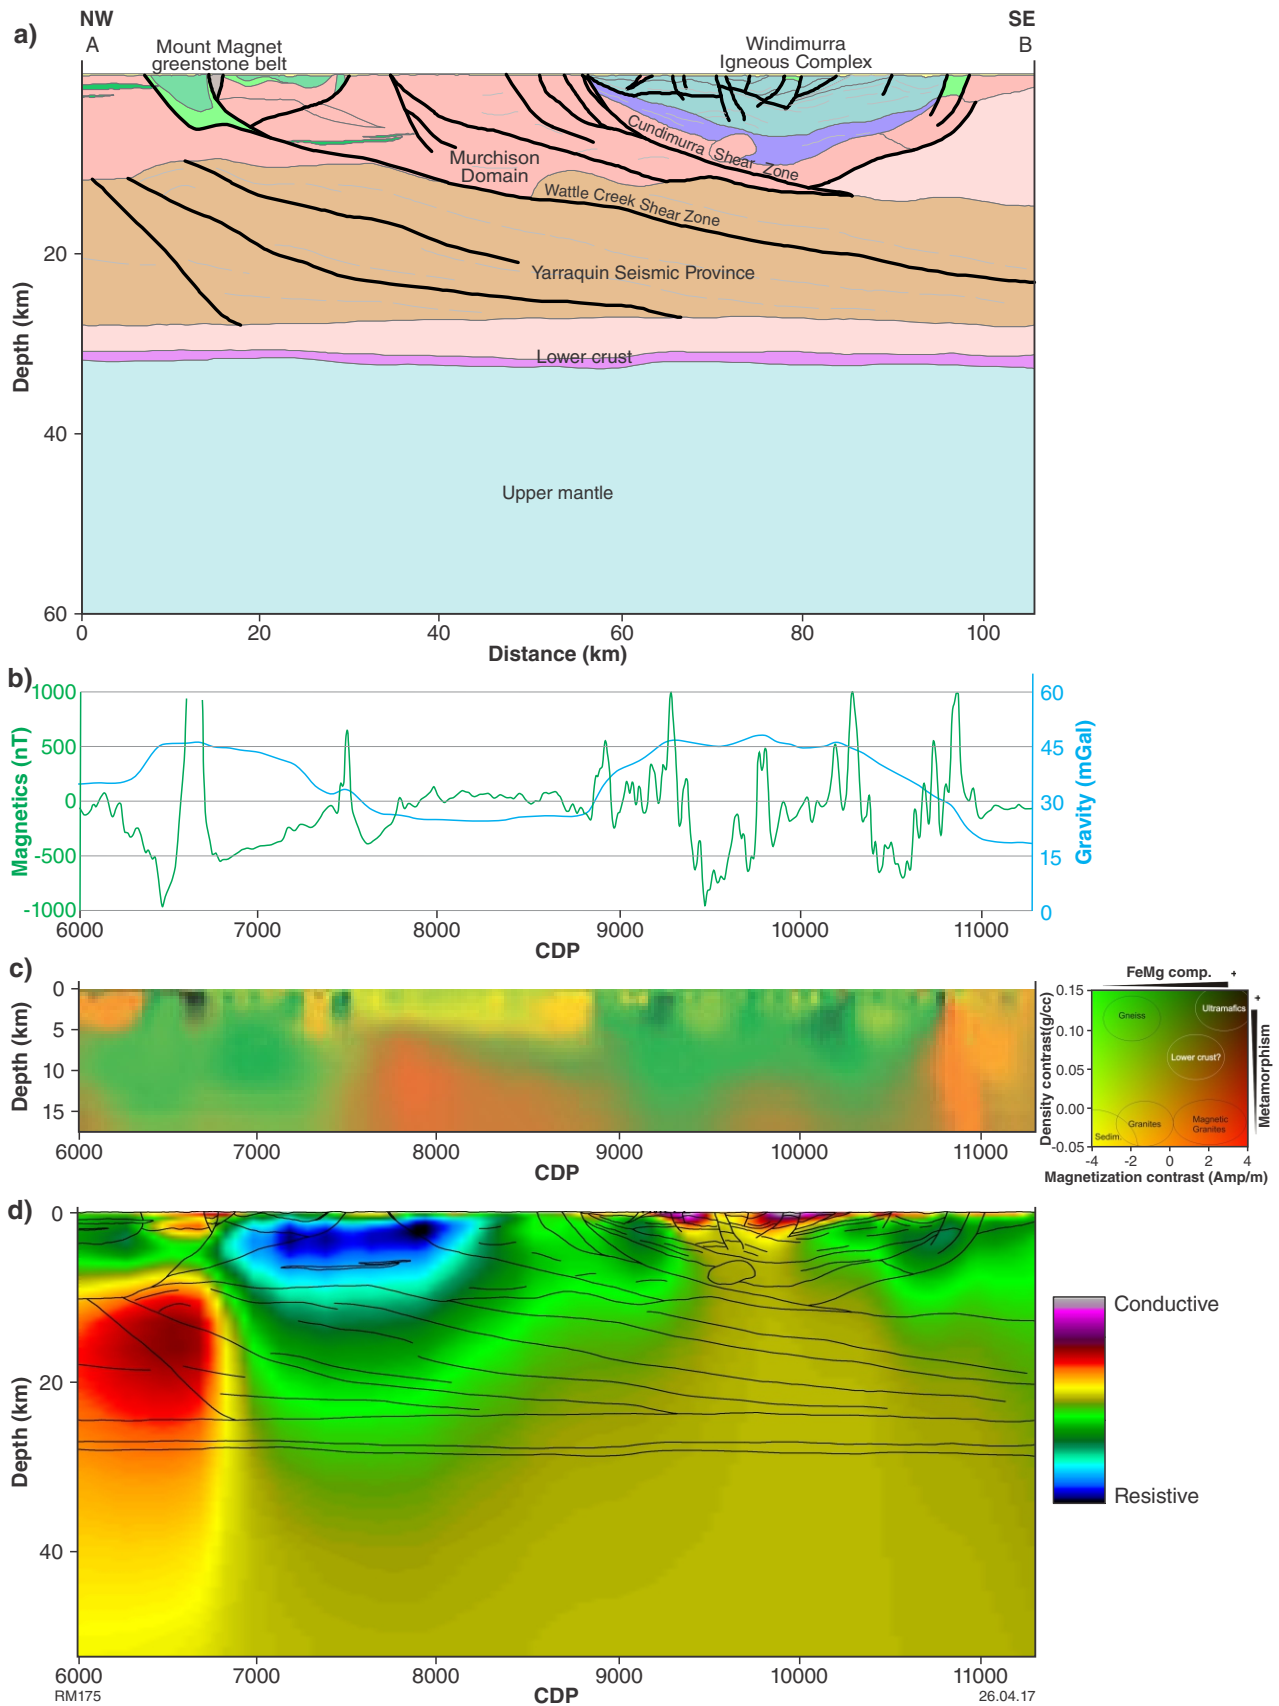 a)
NW
A
Mount Magnet
greenstone belt
Windimurra
Igneous Complex
SE
B
Cundimurra Shear Zone
Murchison
Domain
Wattle Creek Shear Zone
Yarraquin Seismic Province
Lower crust
Upper mantle
Depth (km)
20
40
60
0 20 40 60 80 100
Distance (km)
b)
Magnetics (nT)
1000
500
0
-500
-1000
Gravity (mGal)
60
45
30
15
0
6000 7000 8000 9000 10000 11000
CDP
c)
Depth (km)
0
5
10
15
6000 7000 8000 9000 10000 11000
CDP
FeMg comp. +
Density contrast(g/cc)
0.15
0.10
0.05
0.00
-0.05
Gneiss
Ultramafics
Lower crust?
Granites
Magnetic
Granites
Sedim.
+
Metamorphism
-4 -2 0 2 4
Magnetization contrast (Amp/m)
d)
Depth (km)
0
20
40
Conductive
Resistive
6000 7000 8000 9000 10000 11000
CDP
RM175
26.04.17